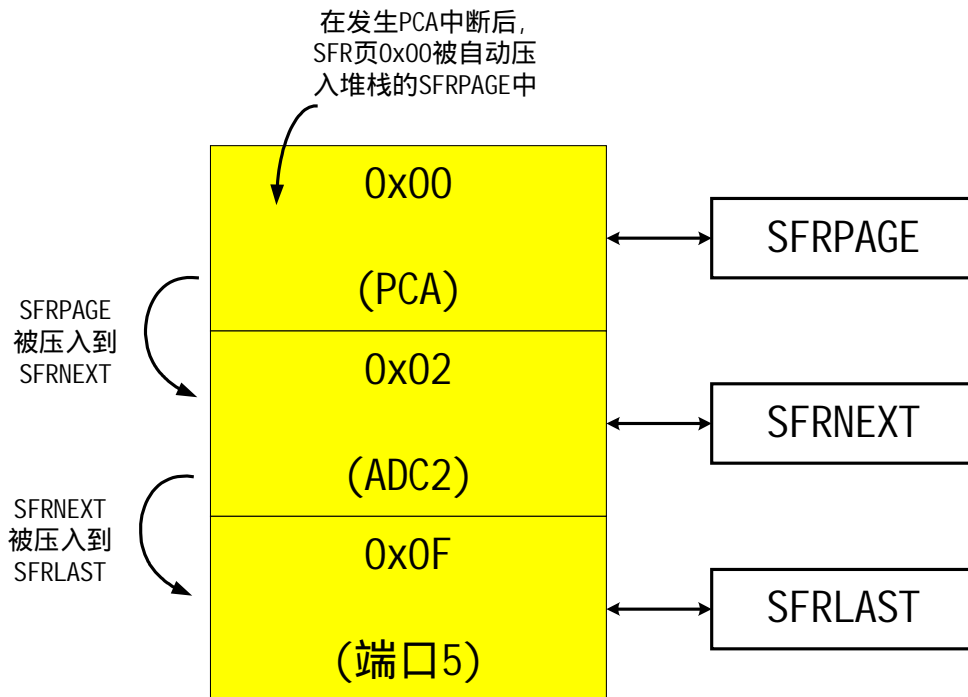 在发生PCA中断后,
SFR页0x00被自动压
入堆栈的SFRPAGE中
0x00
(PCA)
SFRPAGE
SFRPAGE
被压入到
SFRNEXT
0x02
(ADC2)
SFRNEXT
SFRNEXT
被压入到
SFRLAST
0x0F
(端口5)
SFRLAST